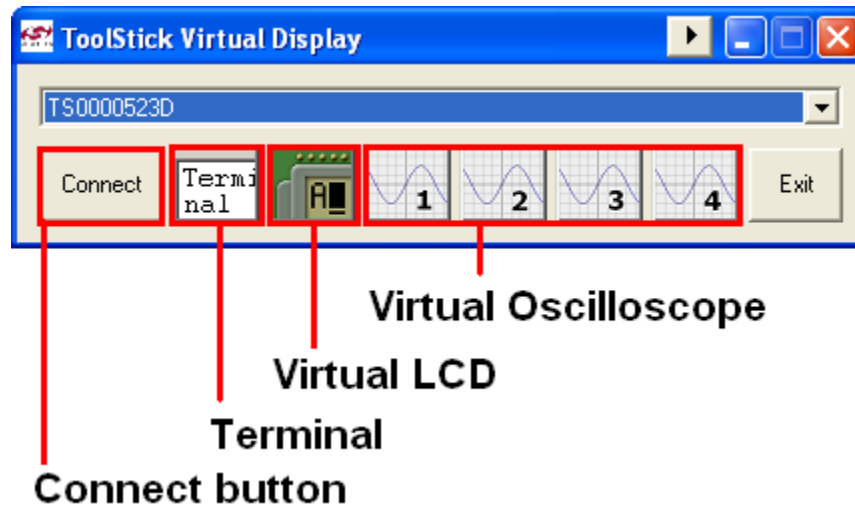 ToolStick Virtual Display
TS0000523D
Connect
Termi
nal
A
1
2
3
4
Exit
Virtual Oscilloscope
Virtual LCD
Terminal
Connect button